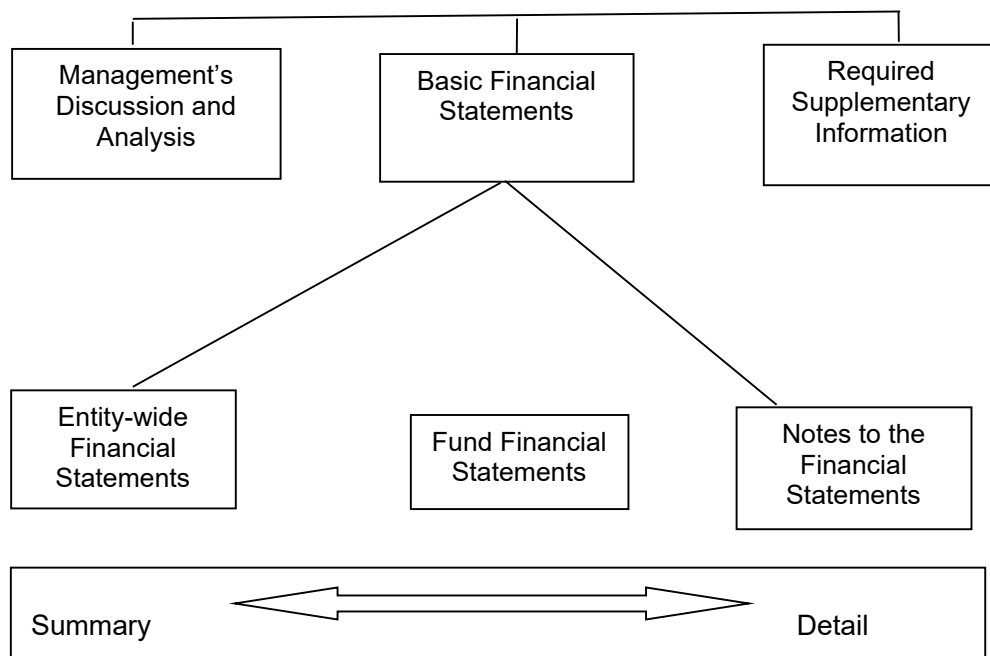 Management’s
Discussion and
Analysis
Basic Financial
Statements
Required
Supplementary
Information
Entity-wide
Financial
Statements
Fund Financial
Statements
Notes to the
Financial
Statements
Summary
Detail